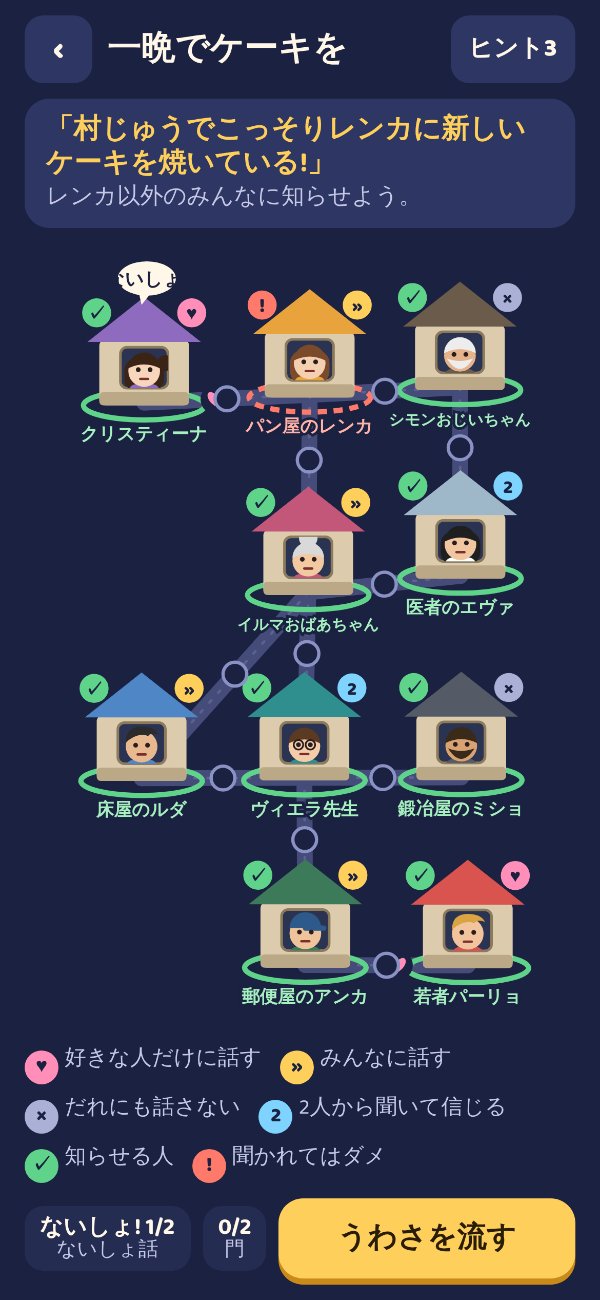 一晩でケーキを
ヒント3
「村じゅうでこっそりレンカに新しい
ケーキを焼いている!」
レンカ以外のみんなに知らせよう。
いしょ
クリスティーナ
パン屋のレンカ
シモンおじいちゃん
2
イルマおばあちゃん
医者のエヴァ
2
床屋のルダ
ヴィエラ先生
鍛冶屋のミショ
郵便屋のアンカ
若者パーリョ
好きな人だけに話す
» みんなに話す
× だれにも話さない
2 2人から聞いて信じる
✓ 知らせる人
! 聞かれてはダメ
ないしょ! 1/2
ないしょ話
0/2
門
うわさを流す